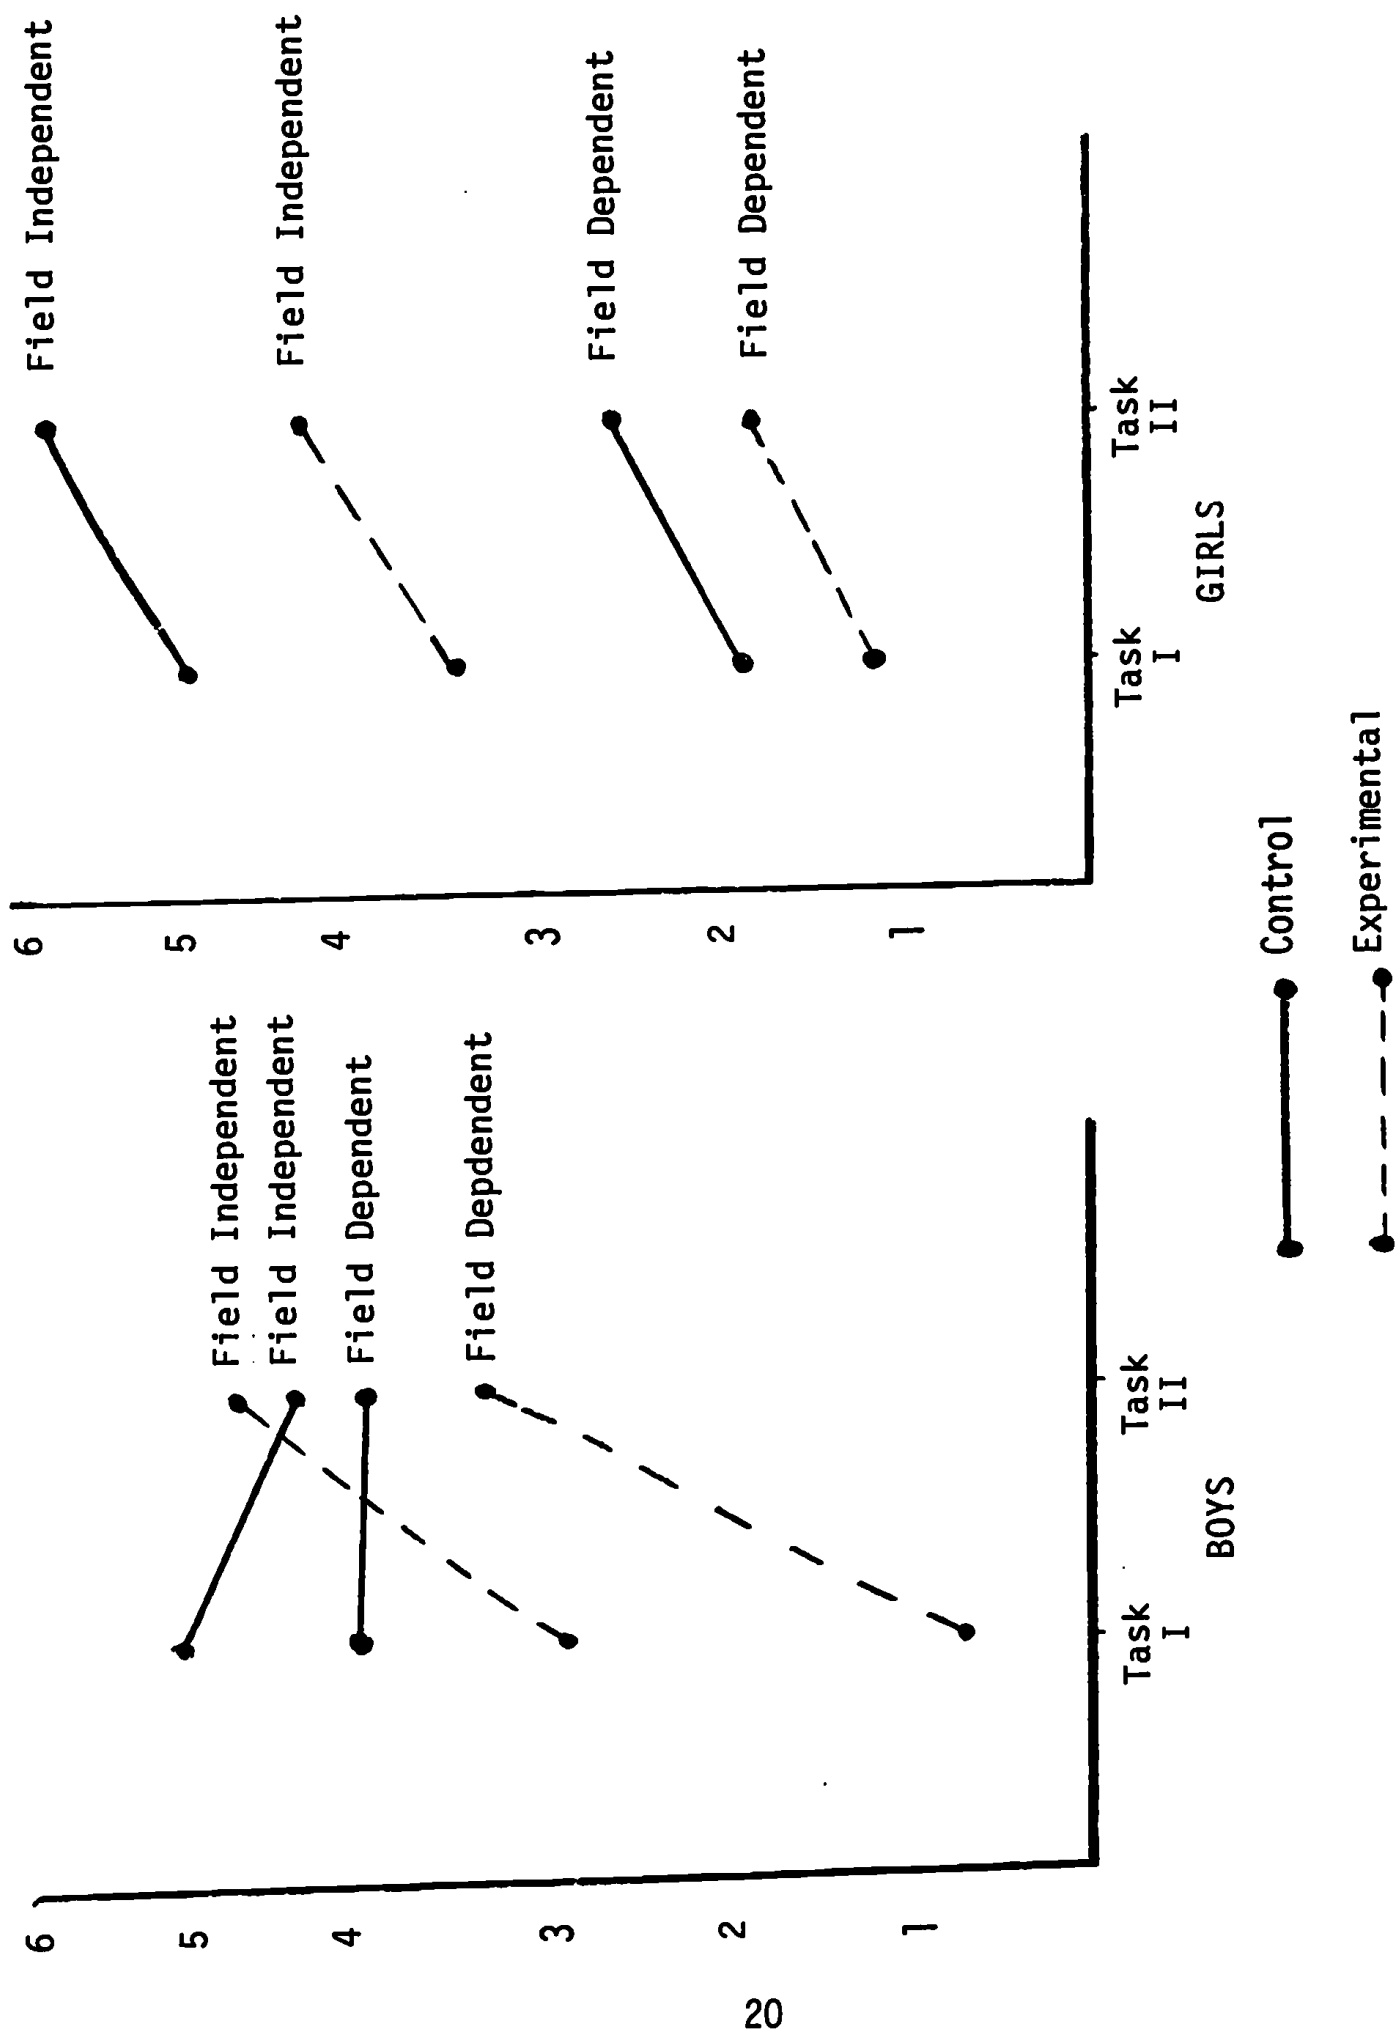 6
5
4
3
2
1
Field Independent
Field Independent
Field Dependent
Field Depdendent
Task
I
Task
II
BOYS
6
5
4
3
2
1
Field Independent
Field Independent
Field Dependent
Field Dependent
Task
I
Task
II
GIRLS
Control
Experimental
20